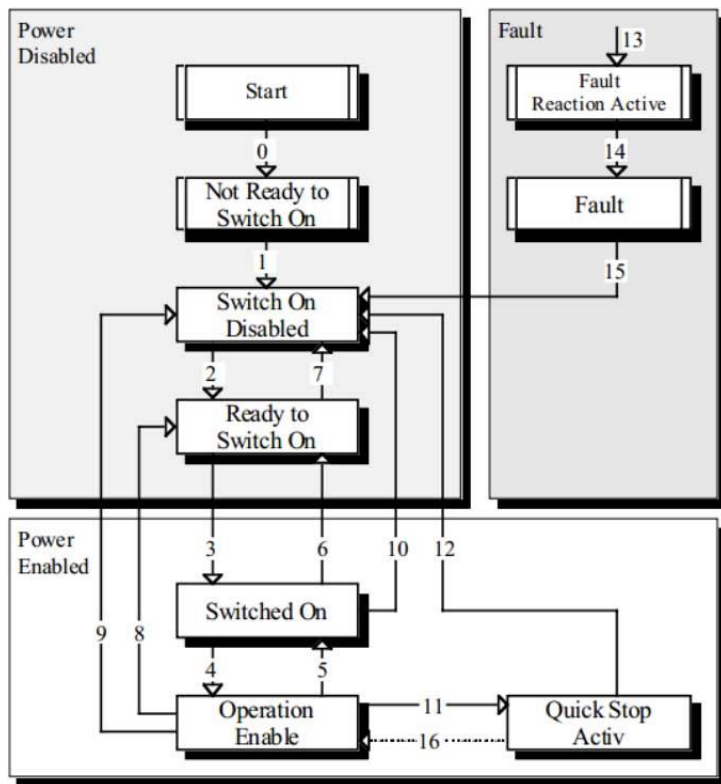 Power
Disabled
Start
0
Not Ready to
Switch On
1
Switch On
Disabled
2
7
Ready to
Switch On
Fault
13
Fault
Reaction Active
14
Fault
15
Power
Enabled
3
6
10
12
Switched On
9
8
4
5
Operation
Enable
11
16
Quick Stop
Activ